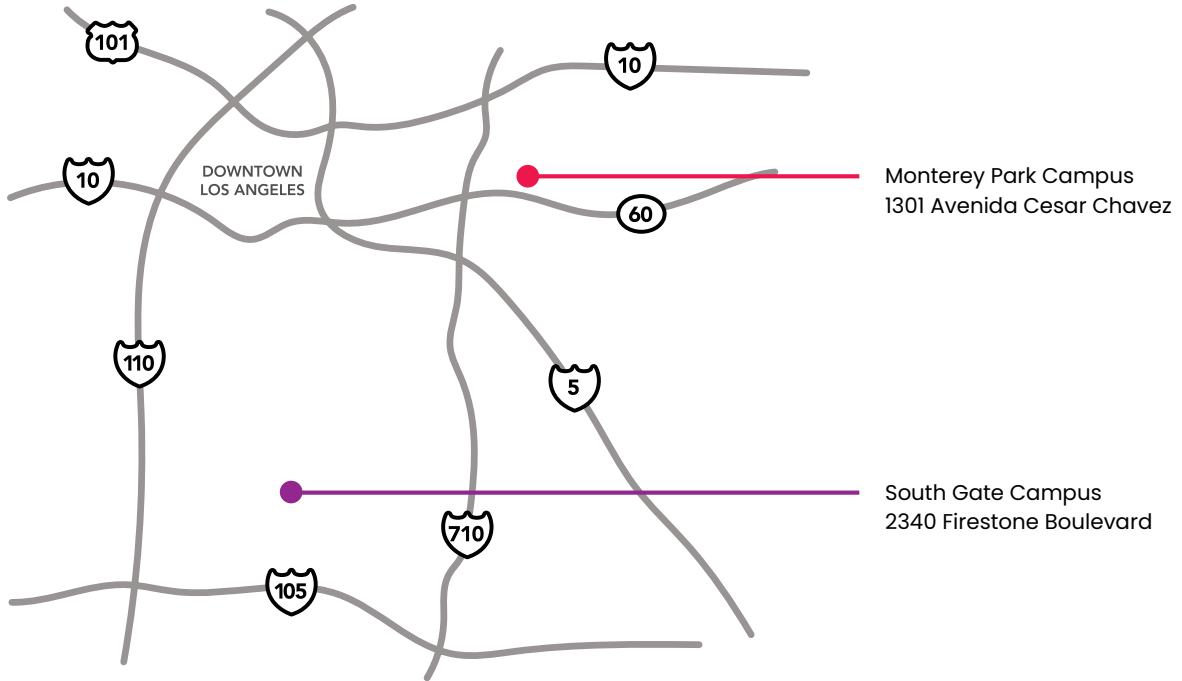 101
10
DOWNTOWN
LOS ANGELES
10
Monterey Park Campus
1301 Avenida Cesar Chavez
60
110
5
South Gate Campus
2340 Firestone Boulevard
710
105